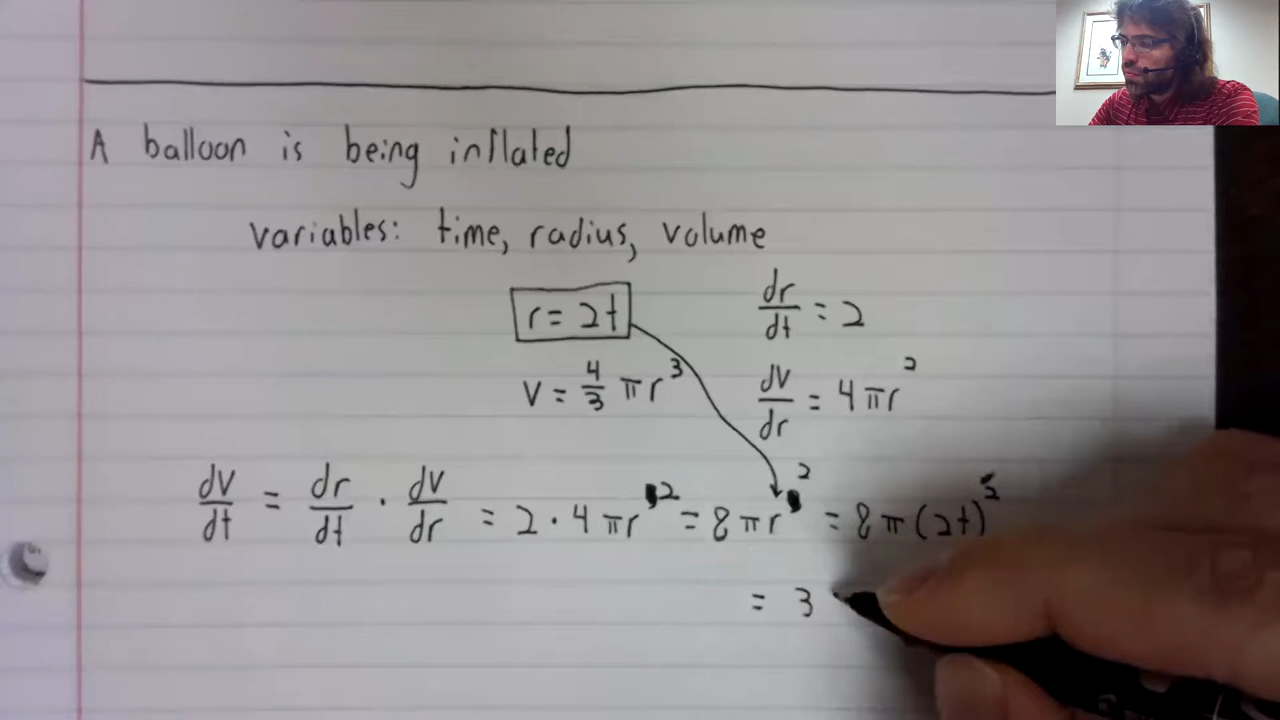 A balloon is being inflated
variables: time, radius, volume
r = 2t dr/dt = 2
V = 4/3 πr³ dV/dr = 4πr²
dV/dt = dr/dt · dV/dr = 2 · 4πr² = 8πr² = 8π(2t)²
= 3